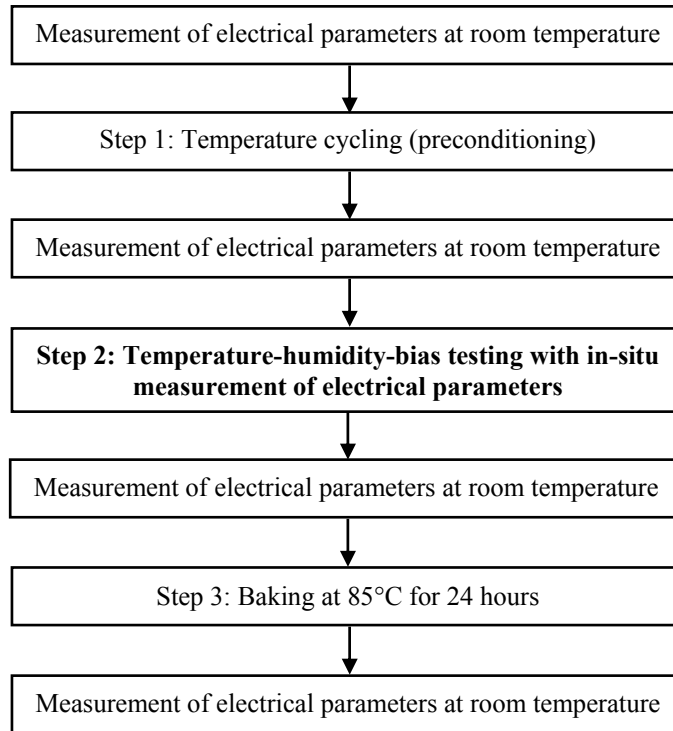 Measurement of electrical parameters at room temperature
Step 1: Temperature cycling (preconditioning)
Measurement of electrical parameters at room temperature
Step 2: Temperature-humidity-bias testing with in-situ
measurement of electrical parameters
Measurement of electrical parameters at room temperature
Step 3: Baking at 85°C for 24 hours
Measurement of electrical parameters at room temperature